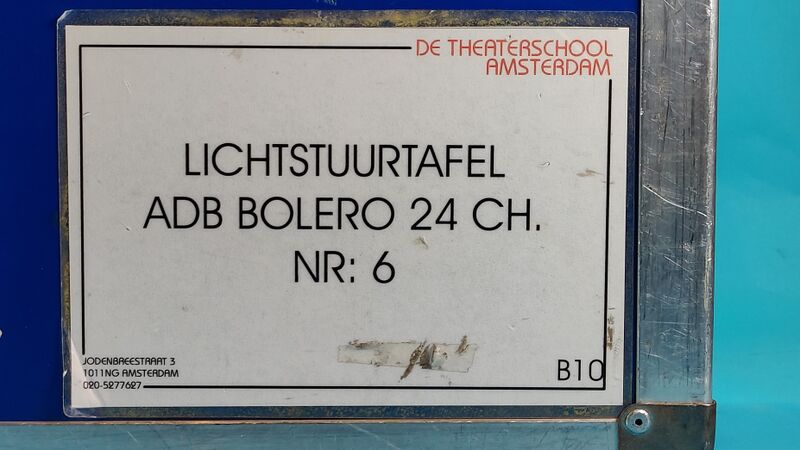 DE THEATERSCHOOL
AMSTERDAM
LICHTSTUURTAFEL
ADB BOLERO 24 CH.
NR: 6
JODENBREESTRAAT 3
1011NG AMSTERDAM
020-5277627
B10